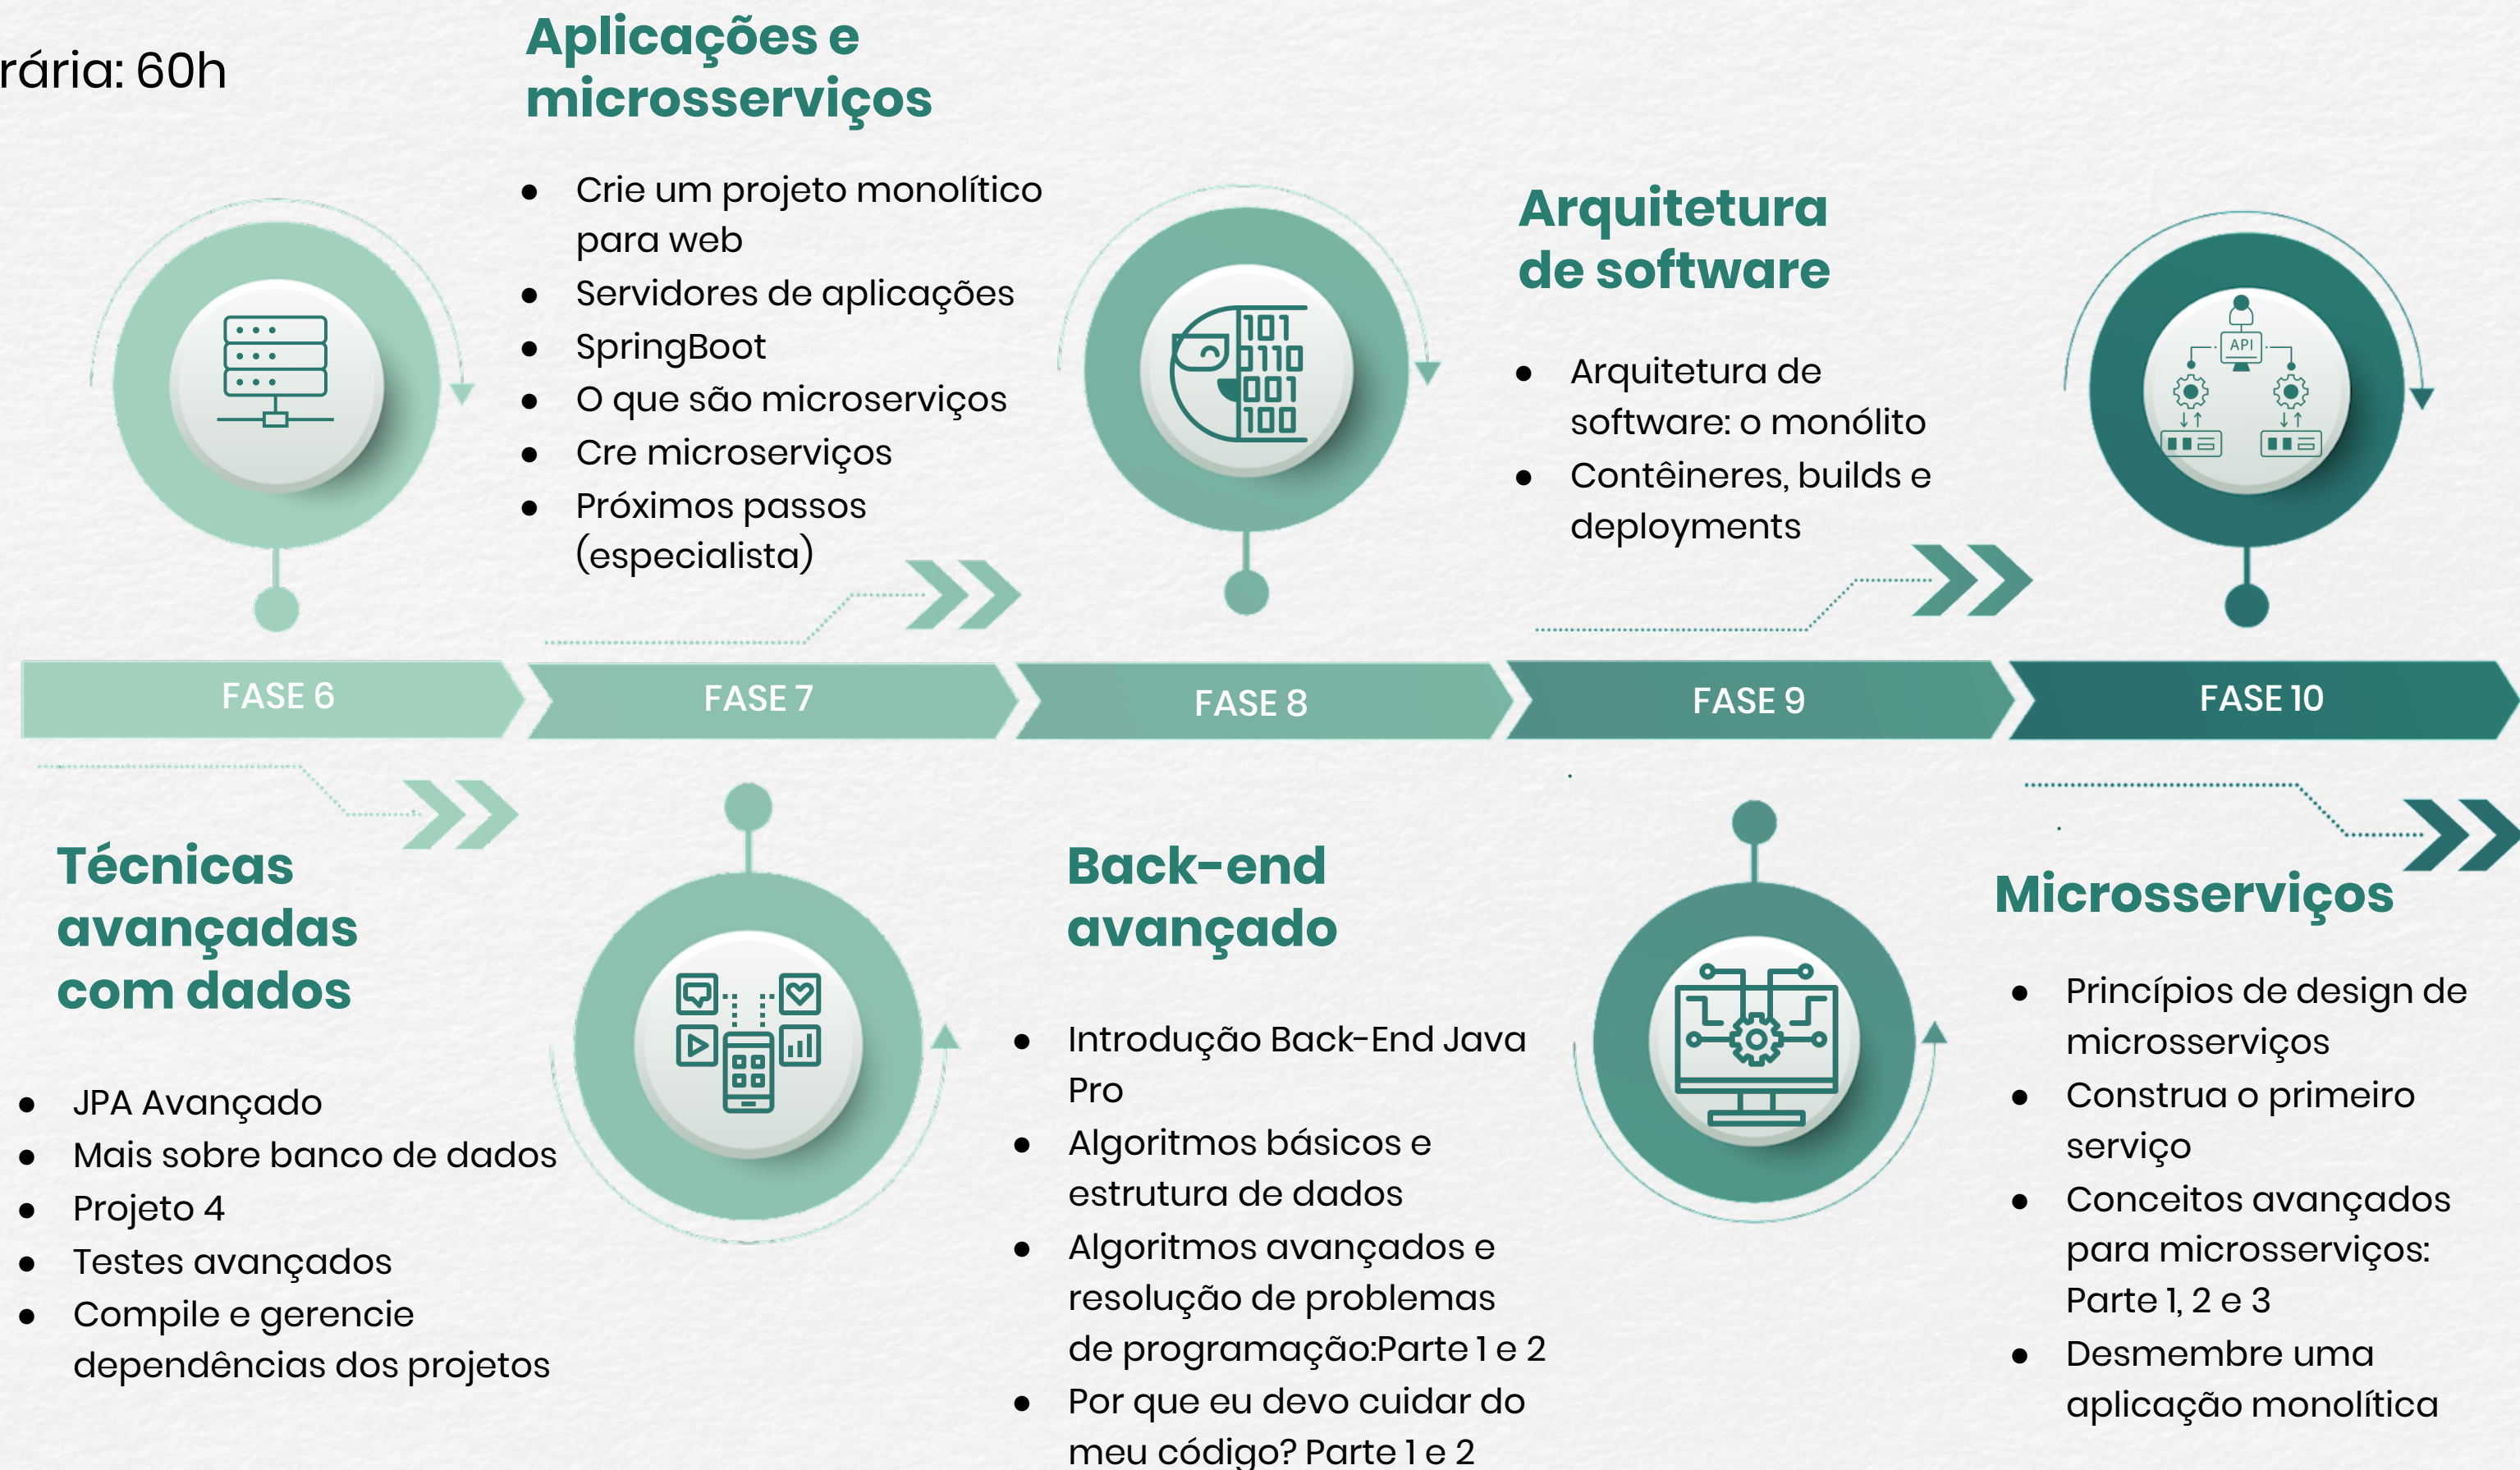 rária: 60h
Aplicações e
microsserviços
Crie um projeto monolítico
para web
Servidores de aplicações
SpringBoot
O que são microserviços
Cre microserviços
Próximos passos
(especialista)
101
0110
001
100
Arquitetura
de software
Arquitetura de
software: o monólito
Contêineres, builds e
deployments
API
FASE 6
FASE 7
FASE 8
FASE 9
FASE 10
Técnicas
avançadas
com dados
JPA Avançado
Mais sobre banco de dados
Projeto 4
Testes avançados
Compile e gerencie
dependências dos projetos
Back-end
avançado
Introdução Back-End Java
Pro
Algoritmos básicos e
estrutura de dados
Algoritmos avançados e
resolução de problemas
de programação:Parte 1 e 2
Por que eu devo cuidar do
meu código? Parte 1 e 2
Microsserviços
Princípios de design de
microsserviços
Construa o primeiro
serviço
Conceitos avançados
para microsserviços:
Parte 1, 2 e 3
Desmembre uma
aplicação monolítica